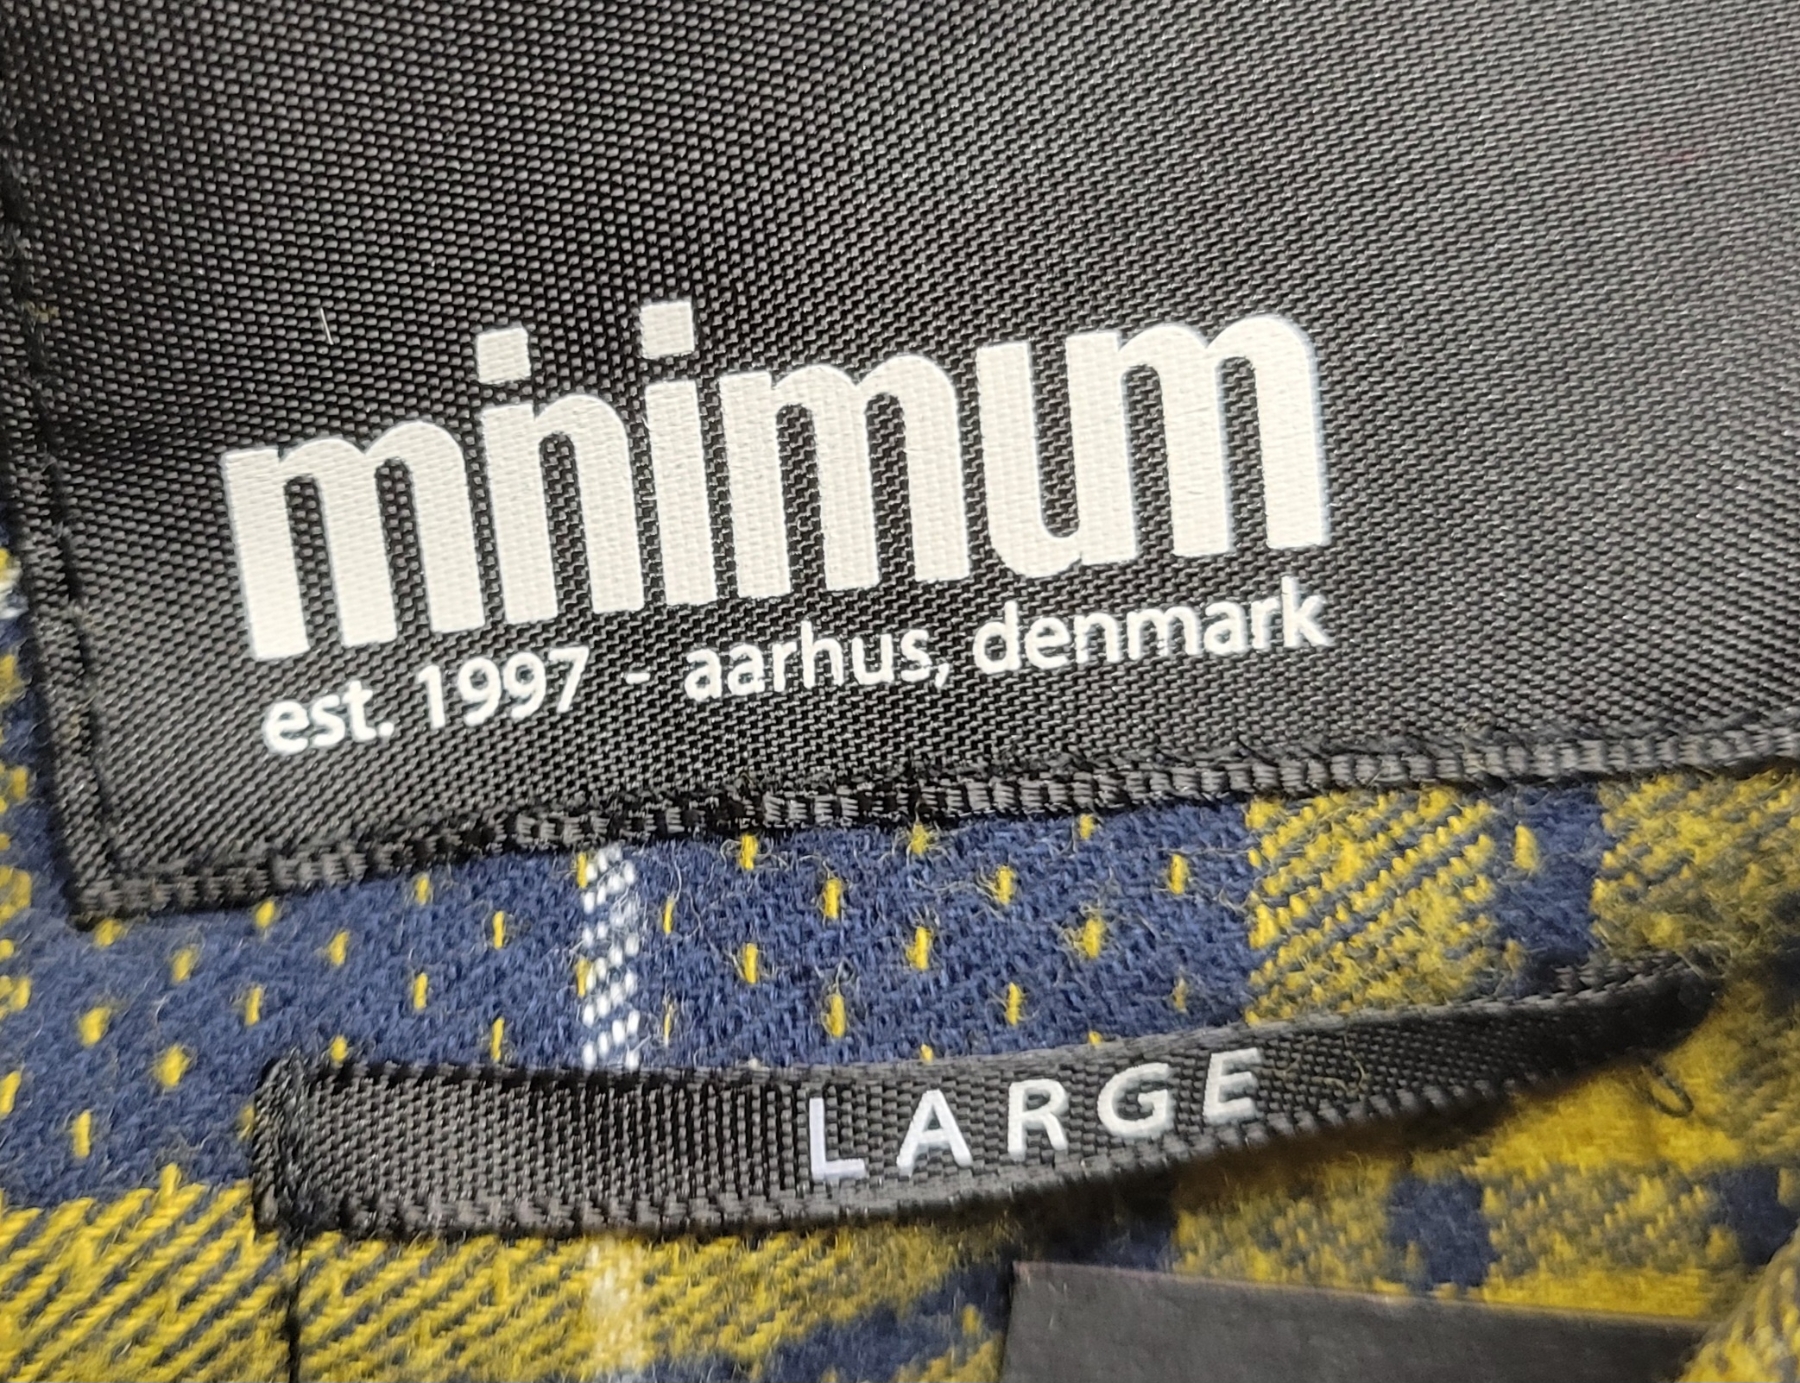 minimum
est. 1997 - aarhus, denmark
LARGE